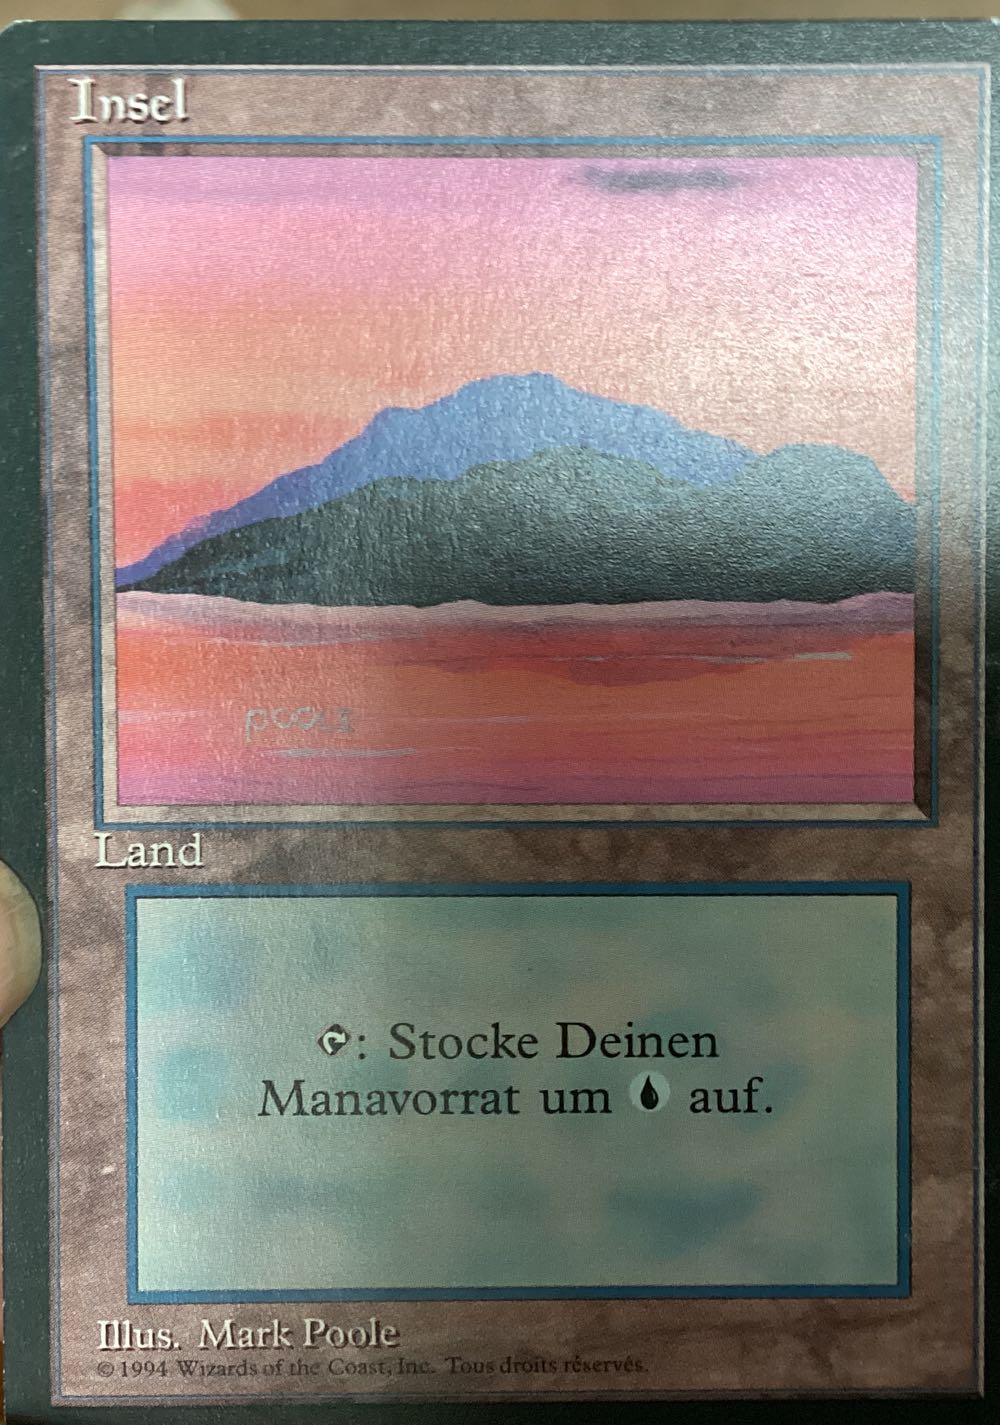 Insel
POOLE
Land
: Stocke Deinen
Manavorrat um auf.
Illus. Mark Poole
© 1994 Wizards of the Coast, Inc. Tous droits réservés.